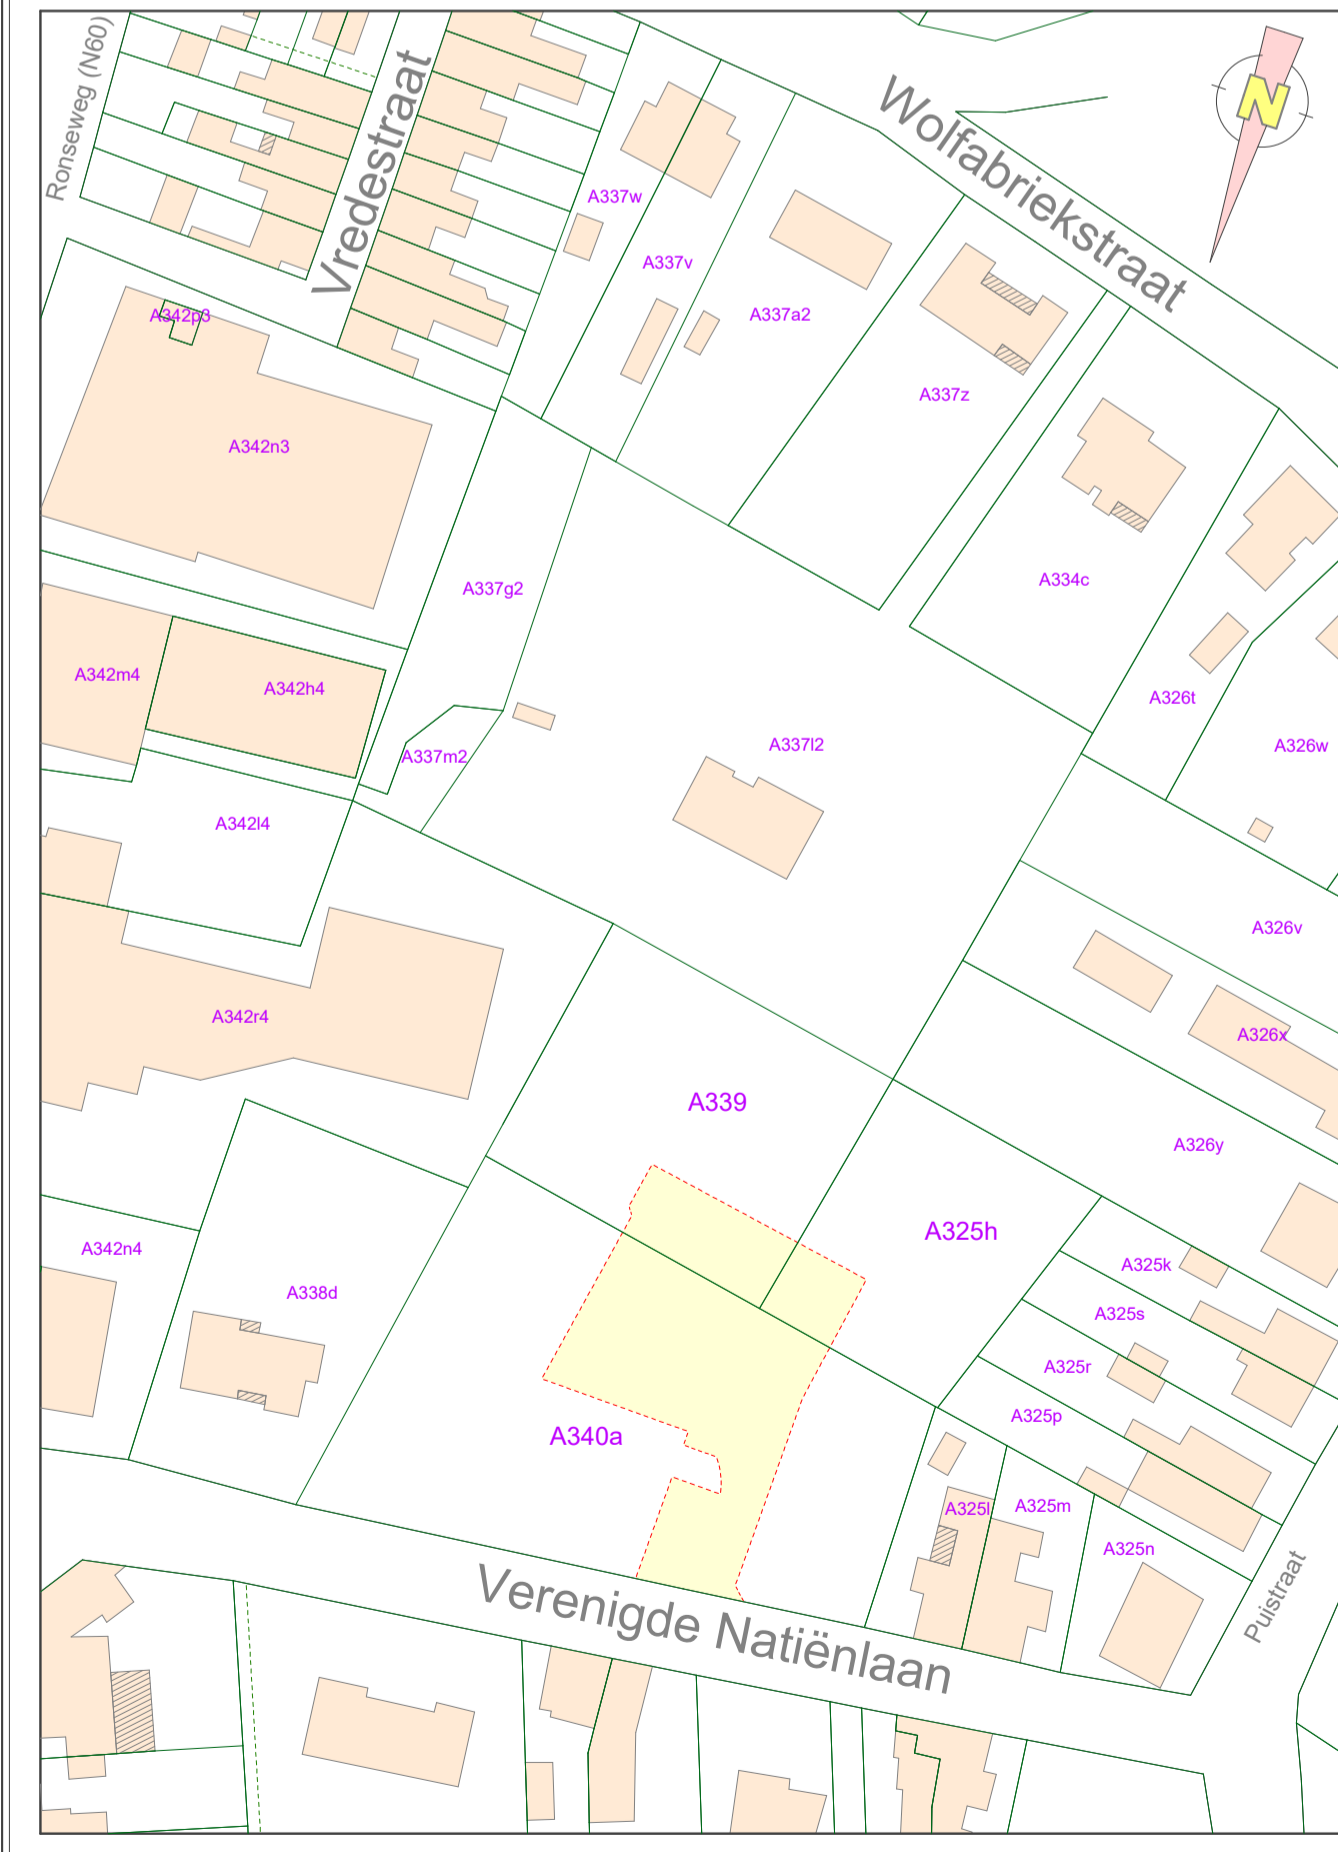 Ronseweg (N60)
Vredestraat
Wolfabriekstraat
N
A337w
A337v
A337a2
A342p3
A337z
A342n3
A334c
A337g2
A342m4
A342h4
A326t
A337m2
A337l2
A326w
A342l4
A326v
A342r4
A326x
A339
A326y
A325h
A342n4
A325k
A338d
A325s
A325r
A325p
A340a
A325l
A325m
A325n
Verenigde Natiënlaan
Puistraat